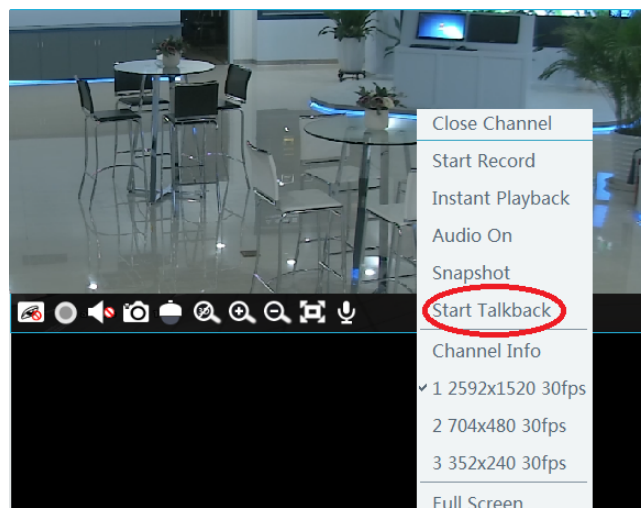 Close Channel
Start Record
Instant Playback
Audio On
Snapshot
Start Talkback
Channel Info
1 2592x1520 30fps
2 704x480 30fps
3 352x240 30fps
Full Screen